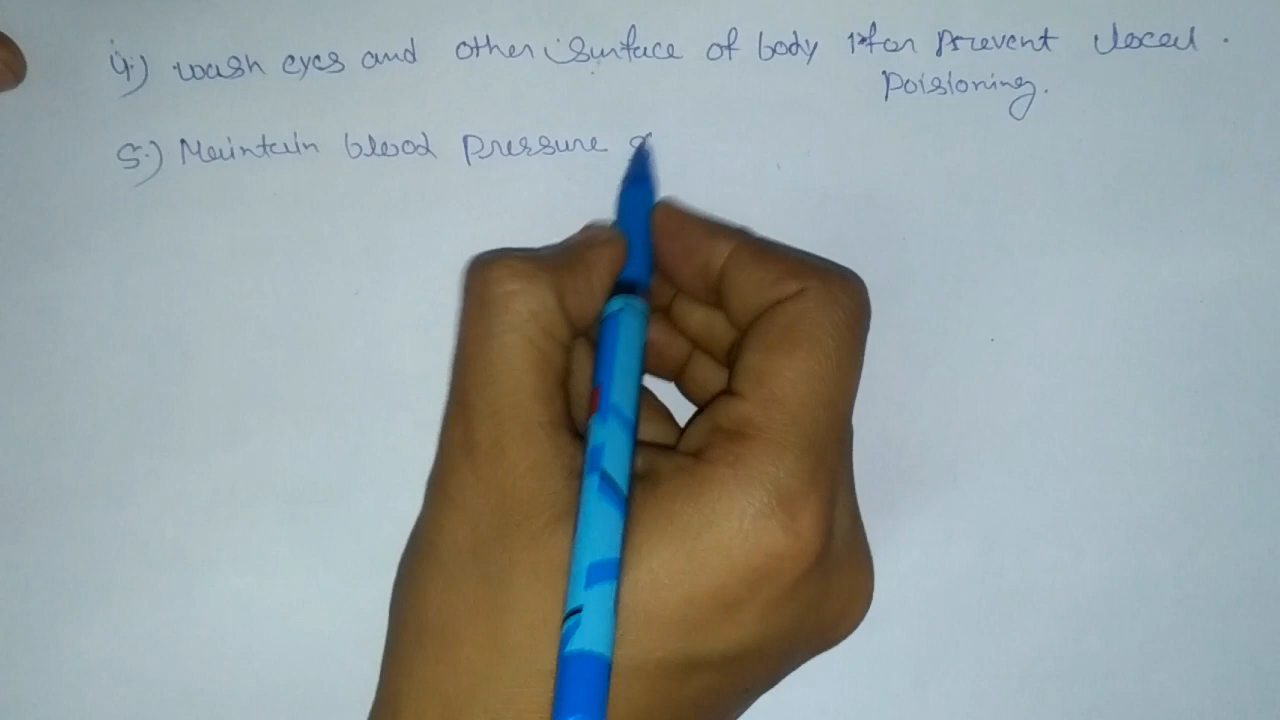 4.) wash eyes and other surface of body for prevent local.
poisioning.
5.) Maintain blood pressure